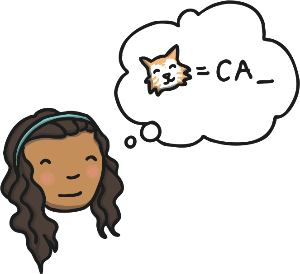 = CA_